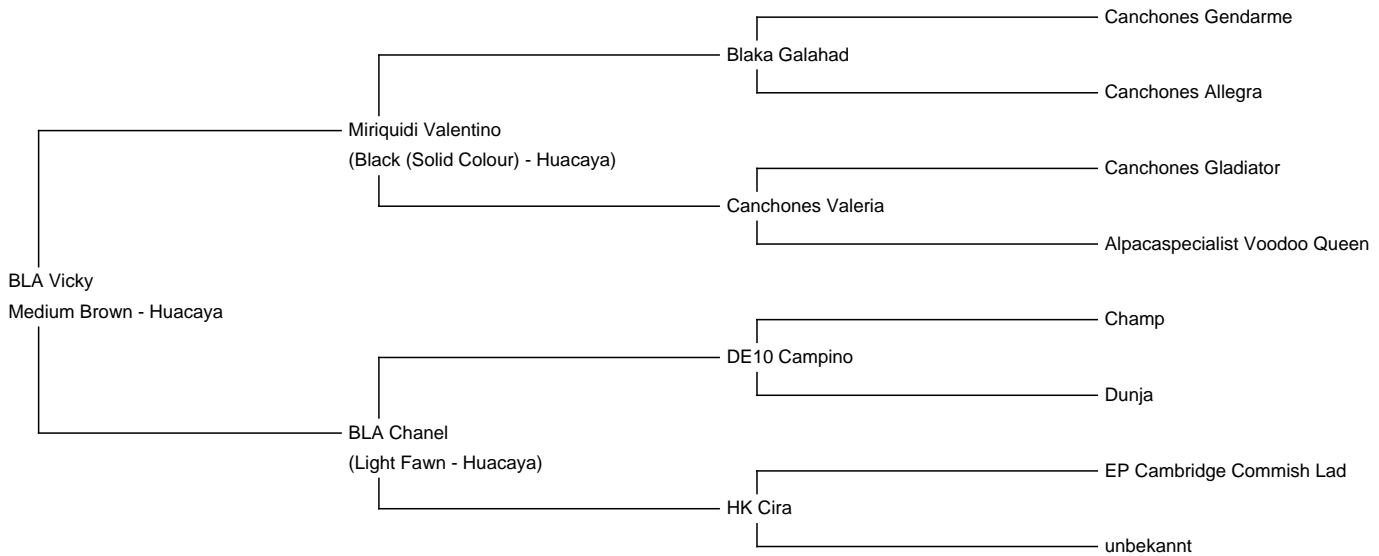 Canchones Gendarme
Blaka Galahad
Canchones Allegra
Miriquidi Valentino
(Black (Solid Colour) - Huacaya)
Canchones Gladiator
Canchones Valeria
Alpacaspecialist Voodoo Queen
BLA Vicky
Medium Brown - Huacaya
Champ
DE10 Campino
Dunja
BLA Chanel
(Light Fawn - Huacaya)
EP Cambridge Commish Lad
HK Cira
unbekannt